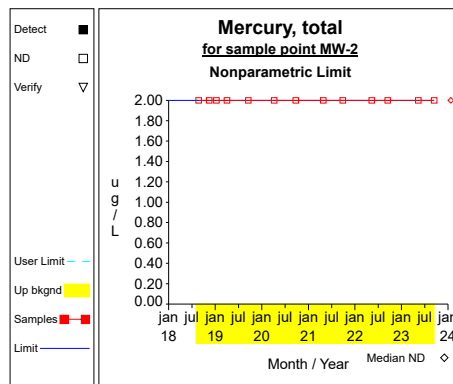 Detect
ND
Verify
User Limit
Up bkgnd
Samples
Limit
Mercury, total
for sample point MW-2
Nonparametric Limit
ug/L
2.00
1.80
1.60
1.40
1.20
1.00
0.80
0.60
0.40
0.20
0.00
jan jul jan jul jan jul jan jul jan jul jan jul jan
18 19 20 21 22 23 24
Month / Year
Median ND